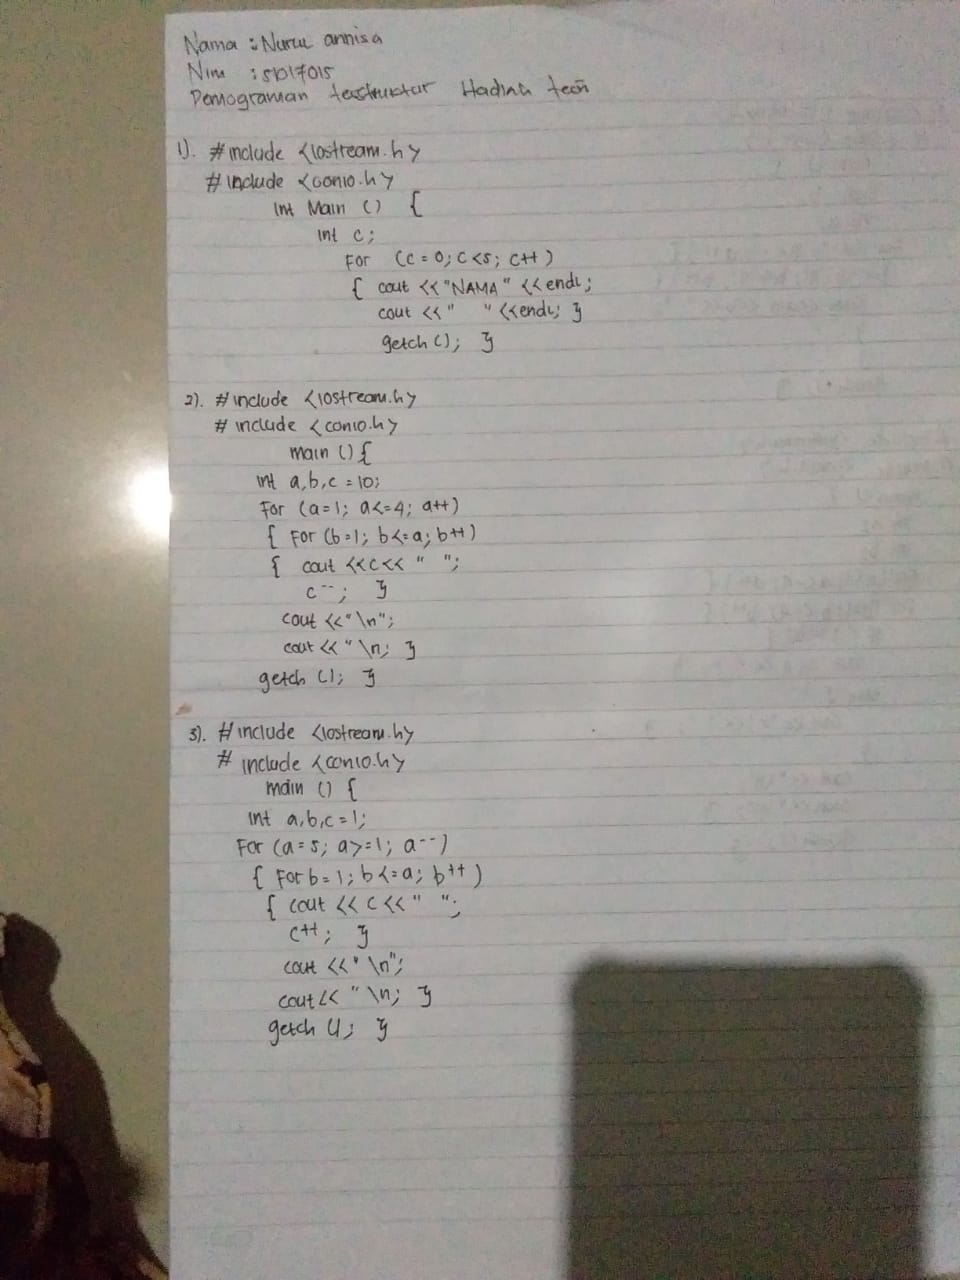 Nama : Nurul annisa
Nim : 51017015
Pemograman terstruktur Hadiah
1). #include <iostream.h>
#include <conio.h>
int Main () {
int c;
For (c = 0; c <5; c++)
{ cout << "NAMA" << endl;
cout << " " <<endl; }
getch (); }
2). #include <iostream.h>
# include <conio.h>
main () {
int a,b,c = 10;
For (a=1; a<=4; a++)
{ For (b=1; b<=a; b++)
{ cout <<c<< " ";
c--; }
cout <<"\n";
cout << "\n; }
getch (); }
3). #include <iostream.h>
# include <conio.h>
main () {
int a,b,c = 1;
For (a = 5; a>=1; a--)
{ For b = 1; b<=a; b++)
{ cout << c << " ";
c++; }
cout <<"\n";
cout << "\n; }
getch (); }